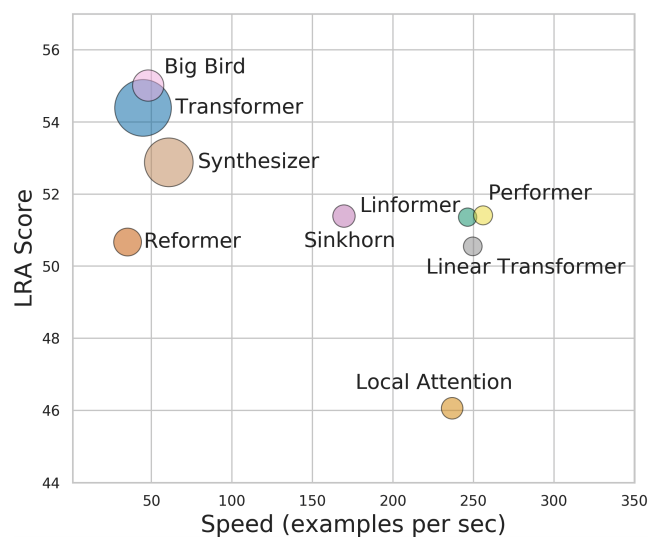 56
54
52
50
48
46
44
LRA Score
Big Bird
Transformer
Synthesizer
Performer
Linformer
Sinkhorn
Reformer
Linear Transformer
Local Attention
50 100 150 200 250 300 350
Speed (examples per sec)